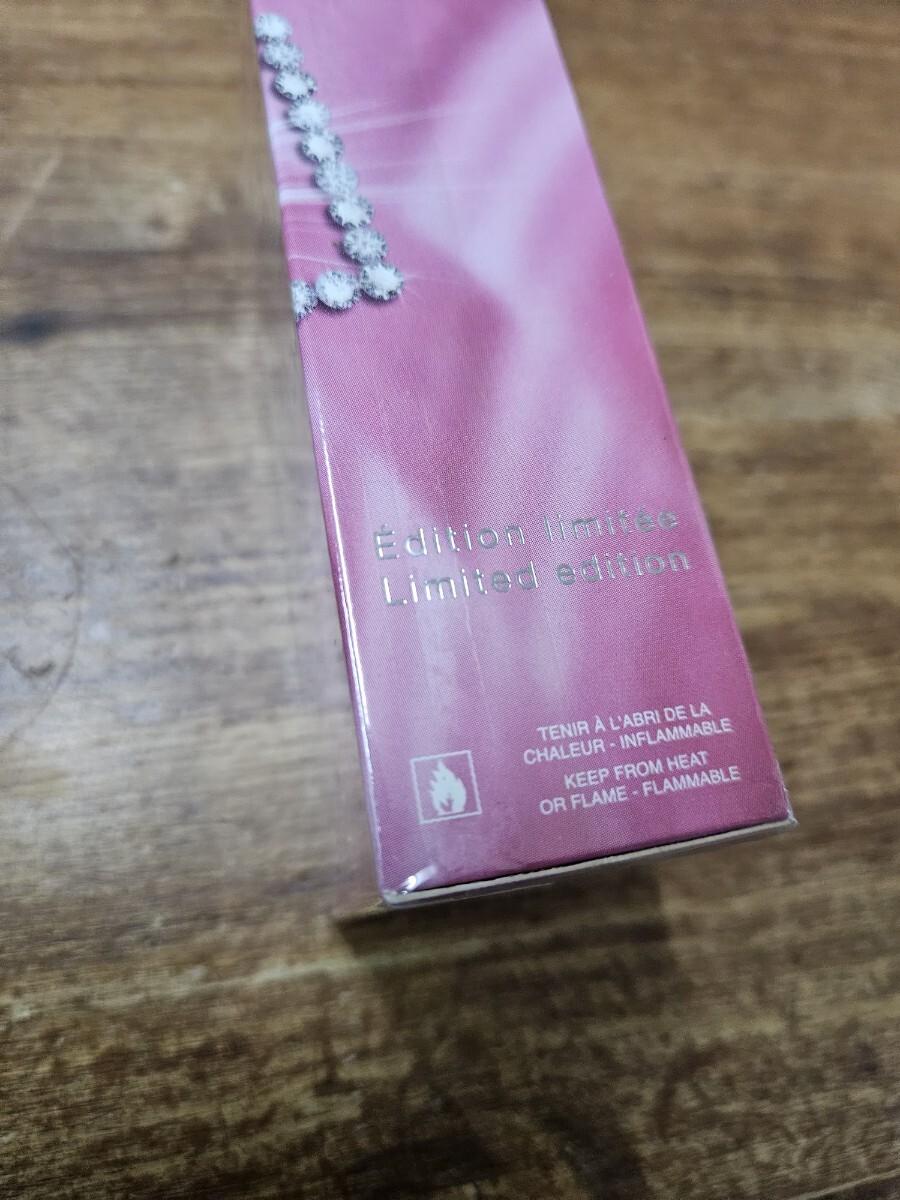 Édition limitée
Limited edition
TENIR À L'ABRI DE LA
CHALEUR - INFLAMMABLE
KEEP FROM HEAT
OR FLAME - FLAMMABLE